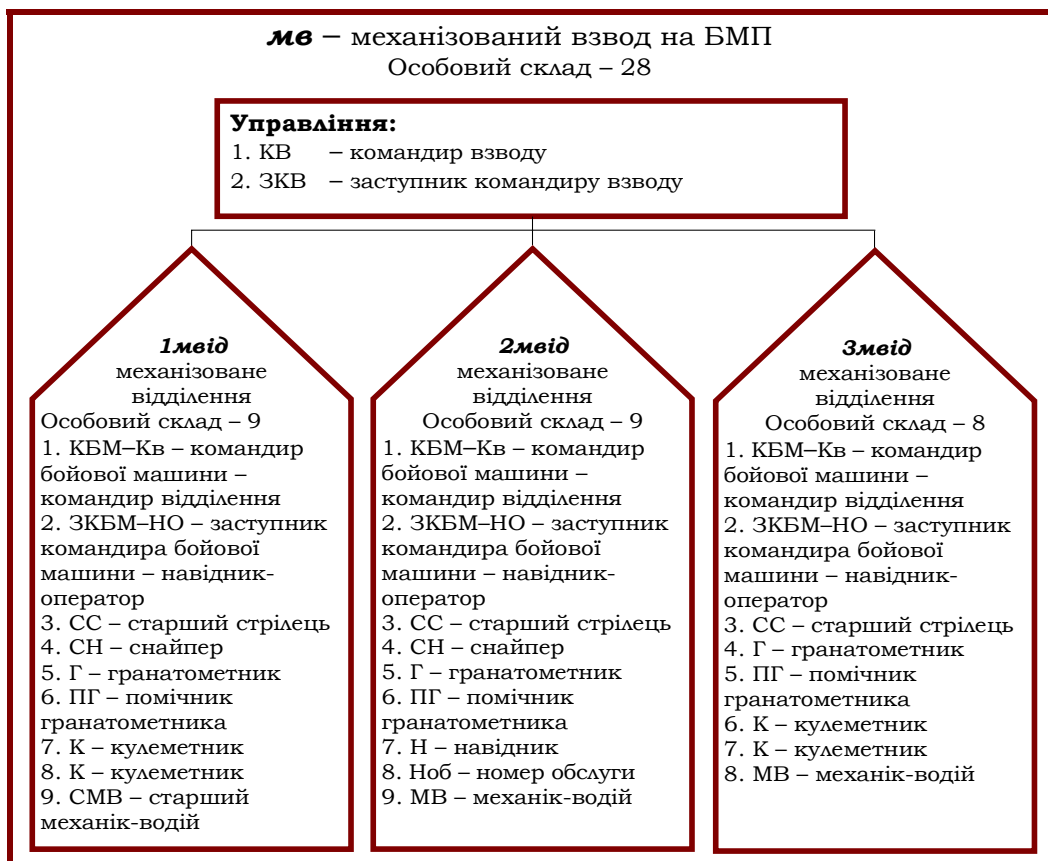 мв – механізований взвод на БМП
Особовий склад – 28
Управління:
1. КВ – командир взводу
2. ЗКВ – заступник командиру взводу
1мвід
механізоване
відділення
Особовий склад – 9
1. КБМ–Кв – командир
бойової машини –
командир відділення
2. ЗКБМ–НО – заступник
командира бойової
машини – навідник-
оператор
3. СС – старший стрілець
4. СН – снайпер
5. Г – гранатометник
6. ПГ – помічник
гранатометника
7. К – кулеметник
8. К – кулеметник
9. СМВ – старший
механік-водій
2мвід
механізоване
відділення
Особовий склад – 9
1. КБМ–Кв – командир
бойової машини –
командир відділення
2. ЗКБМ–НО – заступник
командира бойової
машини – навідник-
оператор
3. СС – старший стрілець
4. СН – снайпер
5. Г – гранатометник
6. ПГ – помічник
гранатометника
7. Н – навідник
8. Ноб – номер обслуги
9. МВ – механік-водій
3мвід
механізоване
відділення
Особовий склад – 8
1. КБМ–Кв – командир
бойової машини –
командир відділення
2. ЗКБМ–НО – заступник
командира бойової
машини – навідник-
оператор
3. СС – старший стрілець
4. Г – гранатометник
5. ПГ – помічник
гранатометника
6. К – кулеметник
7. К – кулеметник
8. МВ – механік-водій